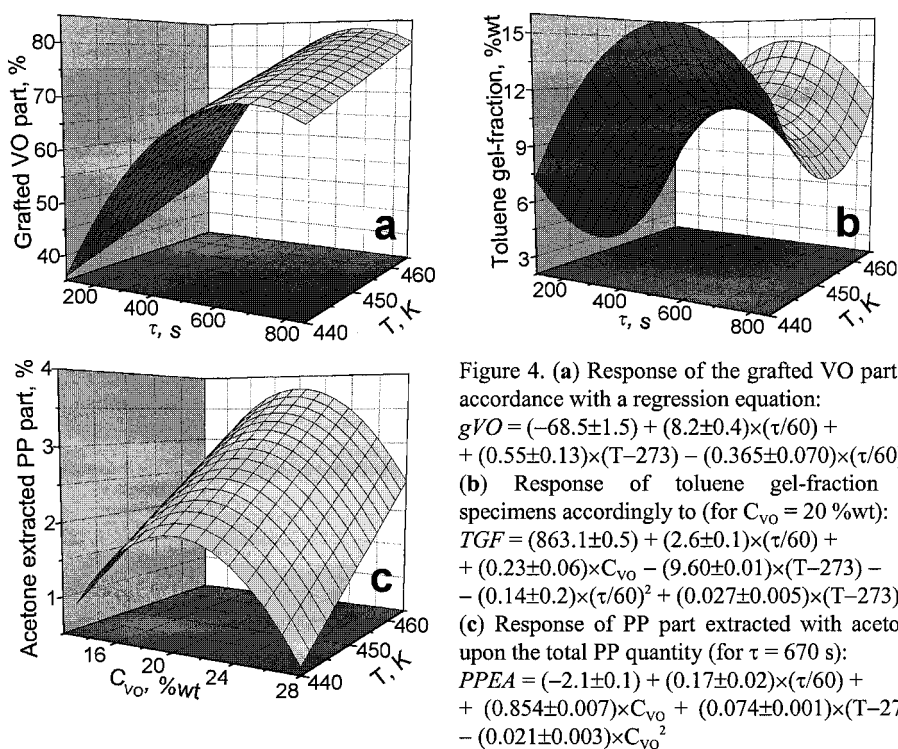 Grafted VO part, %
80
70
60
50
40
200
400
600
800
τ, s
440
450
460
T, K
a
Toluene gel-fraction, %wt
15
12
9
6
3
200
400
600
800
τ, s
440
450
460
T, K
b
Acetone extracted PP part, %
4
3
2
1
16
20
24
28
C_VO, %wt
440
450
460
T, K
c
Figure 4. (a) Response of the grafted VO part
accordance with a regression equation:
gVO = (−68.5±1.5) + (8.2±0.4)×(τ/60) +
+ (0.55±0.13)×(T−273) − (0.365±0.070)×(τ/60
(b) Response of toluene gel-fraction
specimens accordingly to (for C_VO = 20 %wt):
TGF = (863.1±0.5) + (2.6±0.1)×(τ/60) +
+ (0.23±0.06)×C_VO − (9.60±0.01)×(T−273) −
− (0.14±0.2)×(τ/60)² + (0.027±0.005)×(T−273)
(c) Response of PP part extracted with aceto
upon the total PP quantity (for τ = 670 s):
PPEA = (−2.1±0.1) + (0.17±0.02)×(τ/60) +
+ (0.854±0.007)×C_VO + (0.074±0.001)×(T−27
− (0.021±0.003)×C_VO²